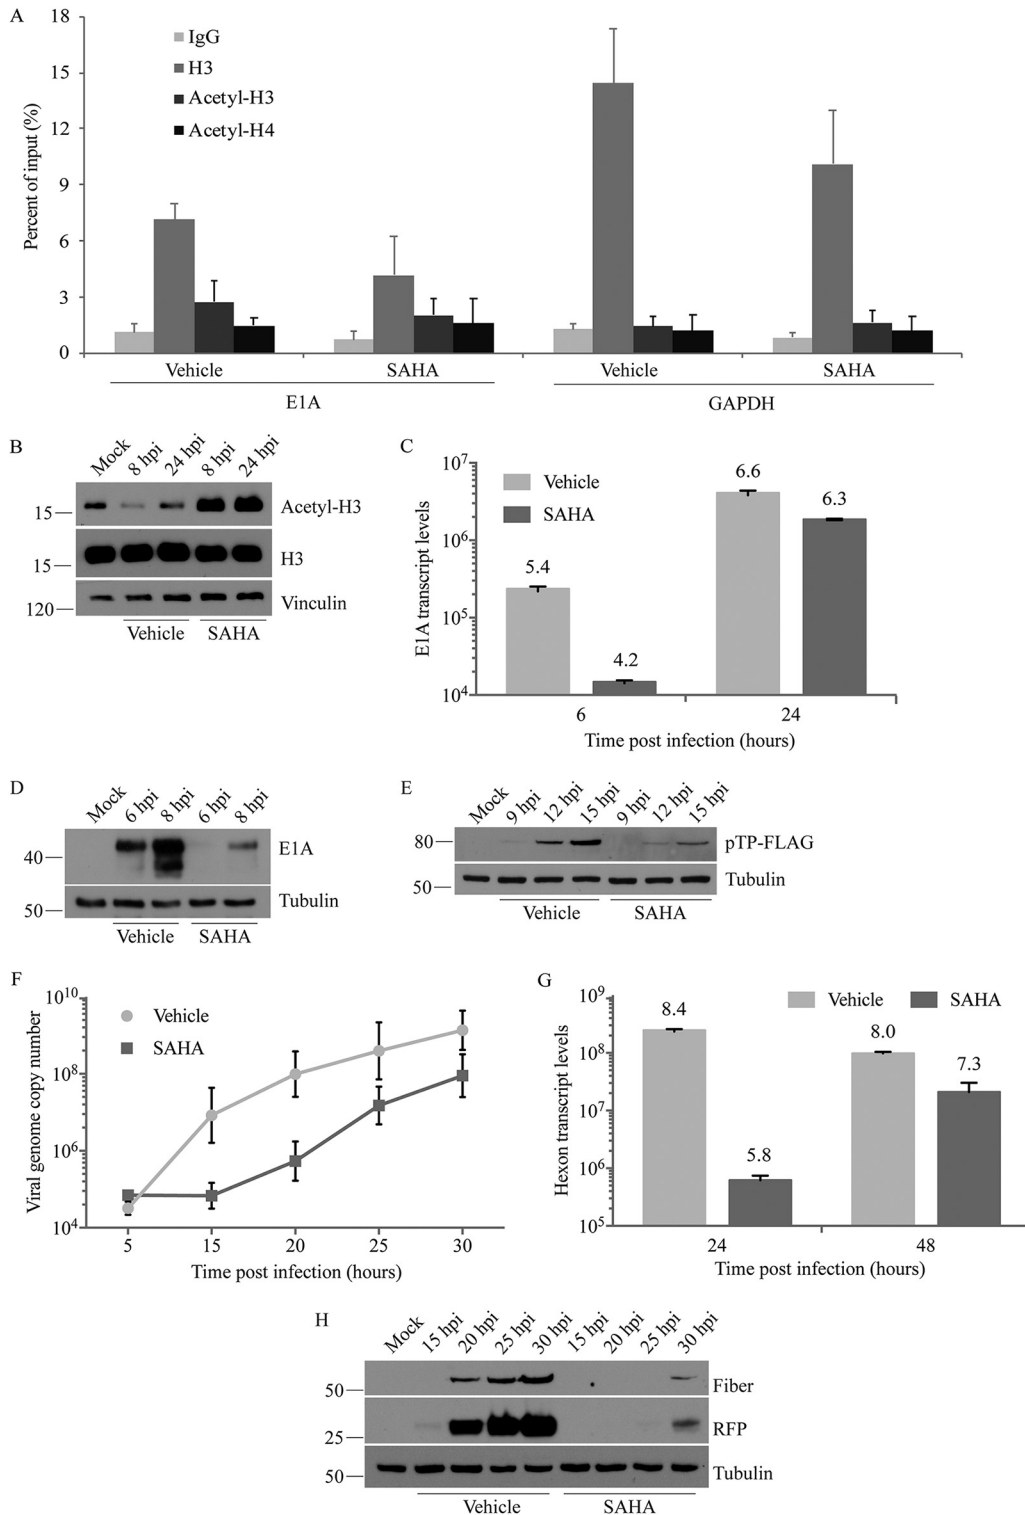 A
18
15
12
9
6
3
0
Percent of input (%)
IgG
H3
Acetyl-H3
Acetyl-H4
Vehicle SAHA Vehicle SAHA
E1A GAPDH
B
Mock 8 hpi 24 hpi 8 hpi 24 hpi
15 Acetyl-H3
15 H3
120 Vinculin
Vehicle SAHA
C
10^7
10^6
10^5
10^4
E1A transcript levels
Vehicle
SAHA
5.4 4.2 6.6 6.3
6 24
Time post infection (hours)
D
Mock 6 hpi 8 hpi 6 hpi 8 hpi
40 E1A
50 Tubulin
Vehicle SAHA
E
Mock 9 hpi 12 hpi 15 hpi 9 hpi 12 hpi 15 hpi
80 pTP-FLAG
50 Tubulin
Vehicle SAHA
F
10^10
10^8
10^6
10^4
Viral genome copy number
Vehicle
SAHA
5 15 20 25 30
Time post infection (hours)
G
10^9
10^8
10^7
10^6
10^5
Hexon transcript levels
Vehicle SAHA
8.4 5.8 8.0 7.3
24 48
Time post infection (hours)
H
Mock 15 hpi 20 hpi 25 hpi 30 hpi 15 hpi 20 hpi 25 hpi 30 hpi
50 Fiber
25 RFP
50 Tubulin
Vehicle SAHA